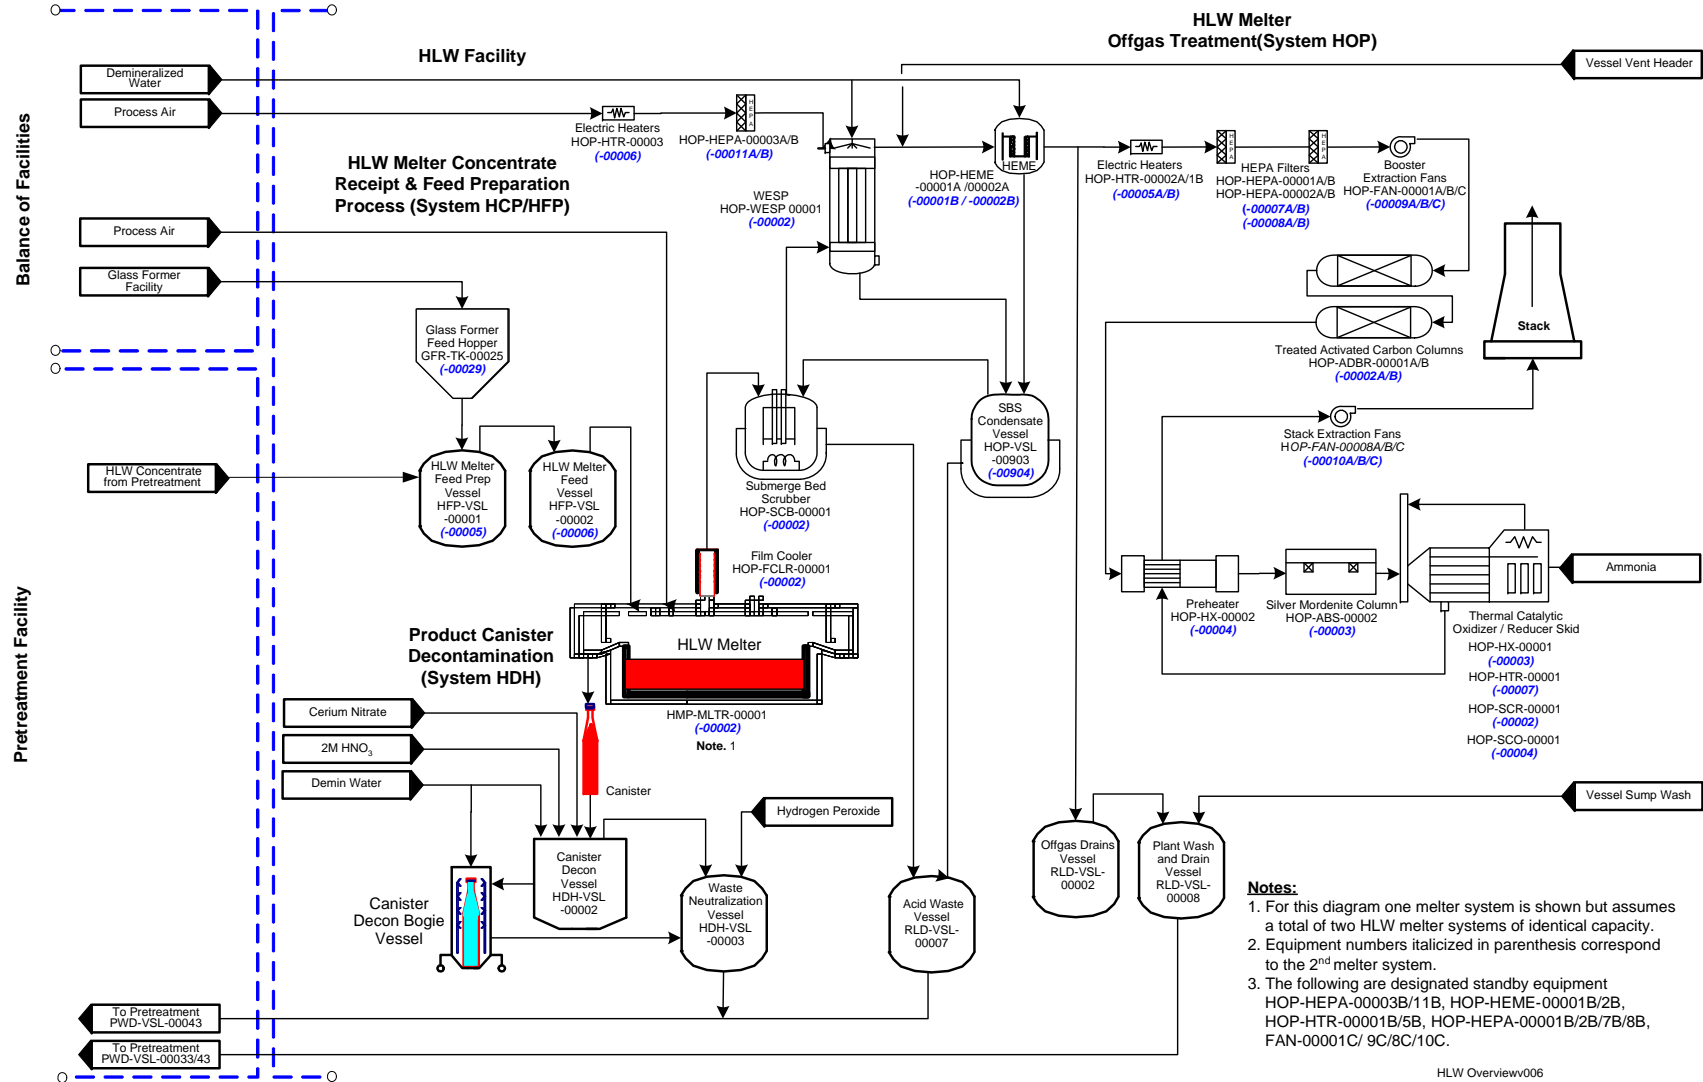 HLW Melter
Offgas Treatment(System HOP)
HLW Facility
Balance of Facilities
Pretreatment Facility
Demineralized
Water
Process Air
Vessel Vent Header
Electric Heaters
HOP-HTR-00003
(-00006)
HEPA
HOP-HEPA-00003A/B
(-00011A/B)
HLW Melter Concentrate
Receipt & Feed Preparation
Process (System HCP/HFP)
WESP
HOP-WESP 00001
(-00002)
HEME
HOP-HEME
-00001A /00002A
(-00001B / -00002B)
Electric Heaters
HOP-HTR-00002A/1B
(-00005A/B)
HEPA
HEPA
HEPA Filters
HOP-HEPA-00001A/B
HOP-HEPA-00002A/B
(-00007A/B)
(-00008A/B)
Booster
Extraction Fans
HOP-FAN-00001A/B/C
(-00009A/B/C)
Process Air
Glass Former
Facility
Glass Former
Feed Hopper
GFR-TK-00025
(-00029)
Stack
Treated Activated Carbon Columns
HOP-ADBR-00001A/B
(-00002A/B)
Stack Extraction Fans
HOP-FAN-00008A/B/C
(-00010A/B/C)
SBS
Condensate
Vessel
HOP-VSL
-00903
(-00904)
HLW Concentrate
from Pretreatment
HLW Melter
Feed Prep
Vessel
HFP-VSL
-00001
(-00005)
HLW Melter
Feed
Vessel
HFP-VSL
-00002
(-00006)
Submerge Bed
Scrubber
HOP-SCB-00001
(-00002)
Film Cooler
HOP-FCLR-00001
(-00002)
Ammonia
Preheater
HOP-HX-00002
(-00004)
Silver Mordenite Column
HOP-ABS-00002
(-00003)
Thermal Catalytic
Oxidizer / Reducer Skid
HOP-HX-00001
(-00003)
HOP-HTR-00001
(-00007)
HOP-SCR-00001
(-00002)
HOP-SCO-00001
(-00004)
Product Canister
Decontamination
(System HDH)
HLW Melter
HMP-MLTR-00001
(-00002)
Note. 1
Cerium Nitrate
2M HNO3
Demin Water
Canister
Hydrogen Peroxide
Vessel Sump Wash
Canister
Decon
Vessel
HDH-VSL
-00002
Canister
Decon Bogie
Vessel
Waste
Neutralization
Vessel
HDH-VSL
-00003
Acid Waste
Vessel
RLD-VSL-
00007
Offgas Drains
Vessel
RLD-VSL-
00002
Plant Wash
and Drain
Vessel
RLD-VSL-
00008
To Pretreatment
PWD-VSL-00043
To Pretreatment
PWD-VSL-00033/43
Notes:
1. For this diagram one melter system is shown but assumes
a total of two HLW melter systems of identical capacity.
2. Equipment numbers italicized in parenthesis correspond
to the 2nd melter system.
3. The following are designated standby equipment
HOP-HEPA-00003B/11B, HOP-HEME-00001B/2B,
HOP-HTR-00001B/5B, HOP-HEPA-00001B/2B/7B/8B,
FAN-00001C/ 9C/8C/10C.
HLW Overviewv006